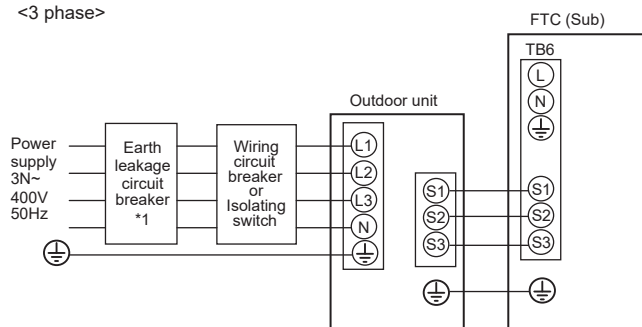 <3 phase>
FTC (Sub)
TB6
L
N
Outdoor unit
Power
supply
3N~
400V
50Hz
Earth
leakage
circuit
breaker
*1
Wiring
circuit
breaker
or
Isolating
switch
L1
L2
L3
N
S1
S2
S3
S1
S2
S3